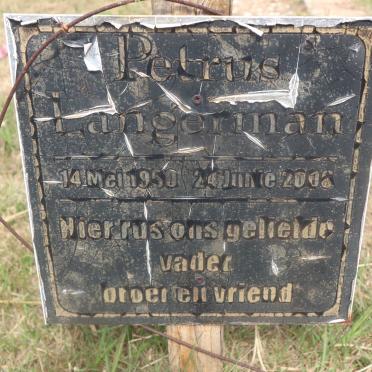 Petrus
Langerman
14 Mei 1950 24 Junie 2008
Hier rus ons geliefde
vader
broer en vriend